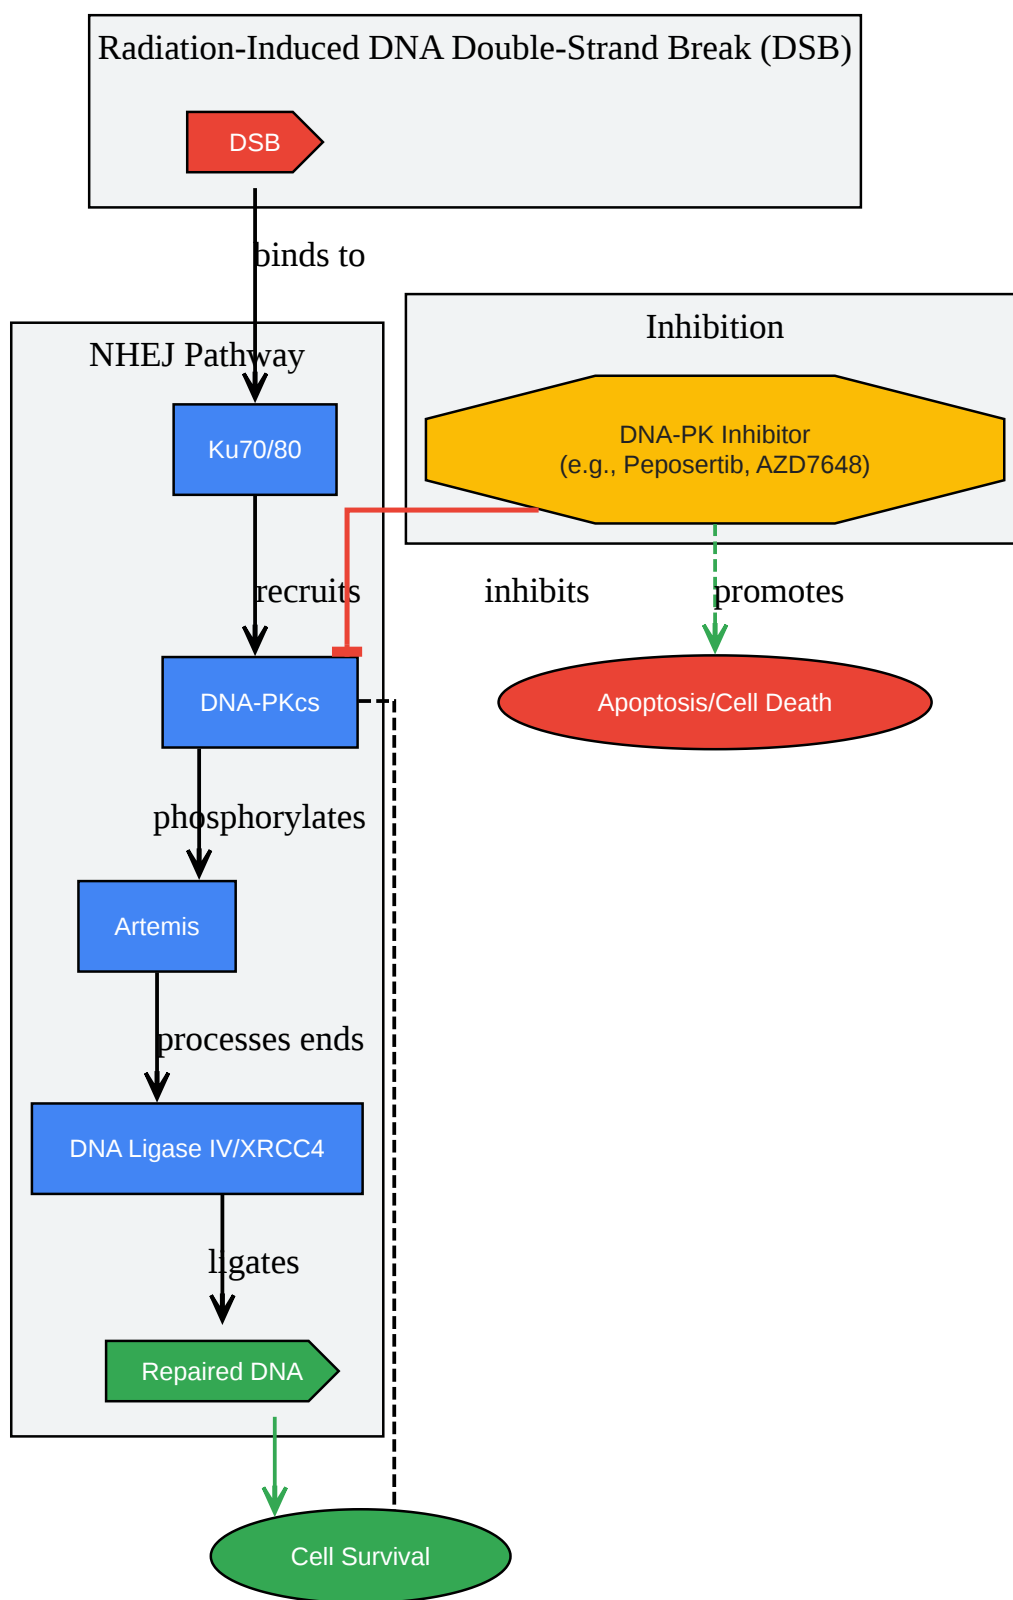 Radiation-Induced DNA Double-Strand Break (DSB)
DSB
binds to
NHEJ Pathway
Inhibition
Ku70/80
DNA-PK Inhibitor
(e.g., Peposertib, AZD7648)
recruits
inhibits
promotes
DNA-PKcs
Apoptosis/Cell Death
phosphorylates
Artemis
processes ends
DNA Ligase IV/XRCC4
ligates
Repaired DNA
Cell Survival